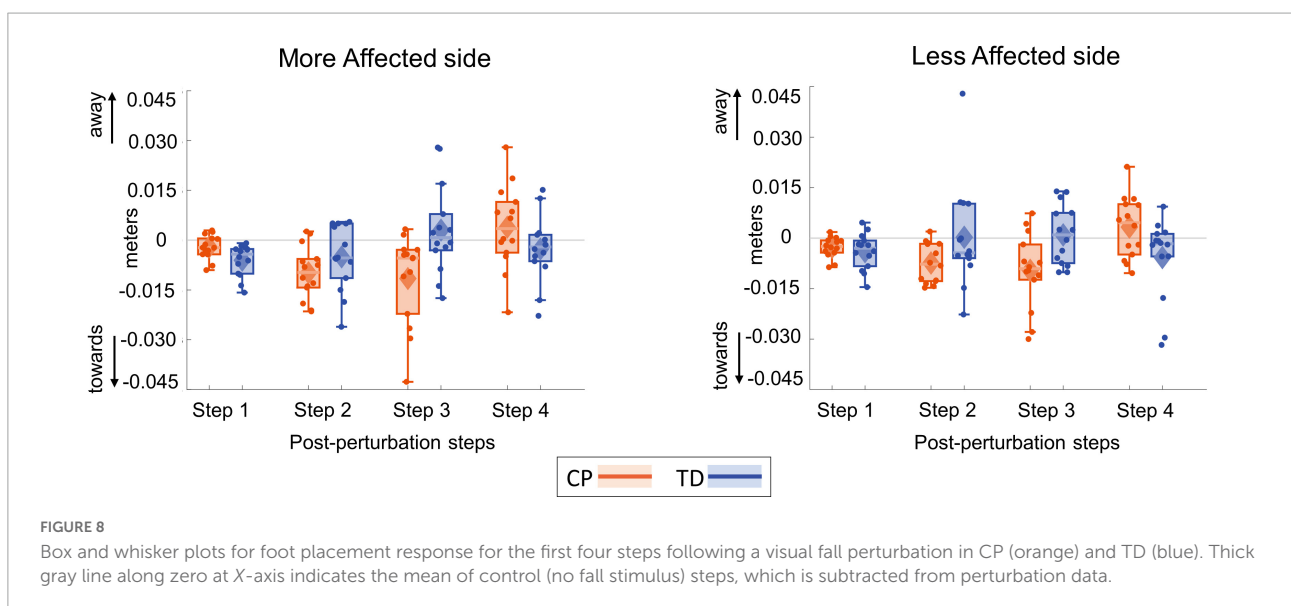 More Affected side
away
0.045
0.030
0.015
0
-0.015
-0.030
-0.045
meters
towards
Step 1 Step 2 Step 3 Step 4
Post-perturbation steps
Less Affected side
away
0.045
0.030
0.015
0
-0.015
-0.030
-0.045
meters
towards
Step 1 Step 2 Step 3 Step 4
Post-perturbation steps
CP TD
FIGURE 8
Box and whisker plots for foot placement response for the first four steps following a visual fall perturbation in CP (orange) and TD (blue). Thick
gray line along zero at X-axis indicates the mean of control (no fall stimulus) steps, which is subtracted from perturbation data.